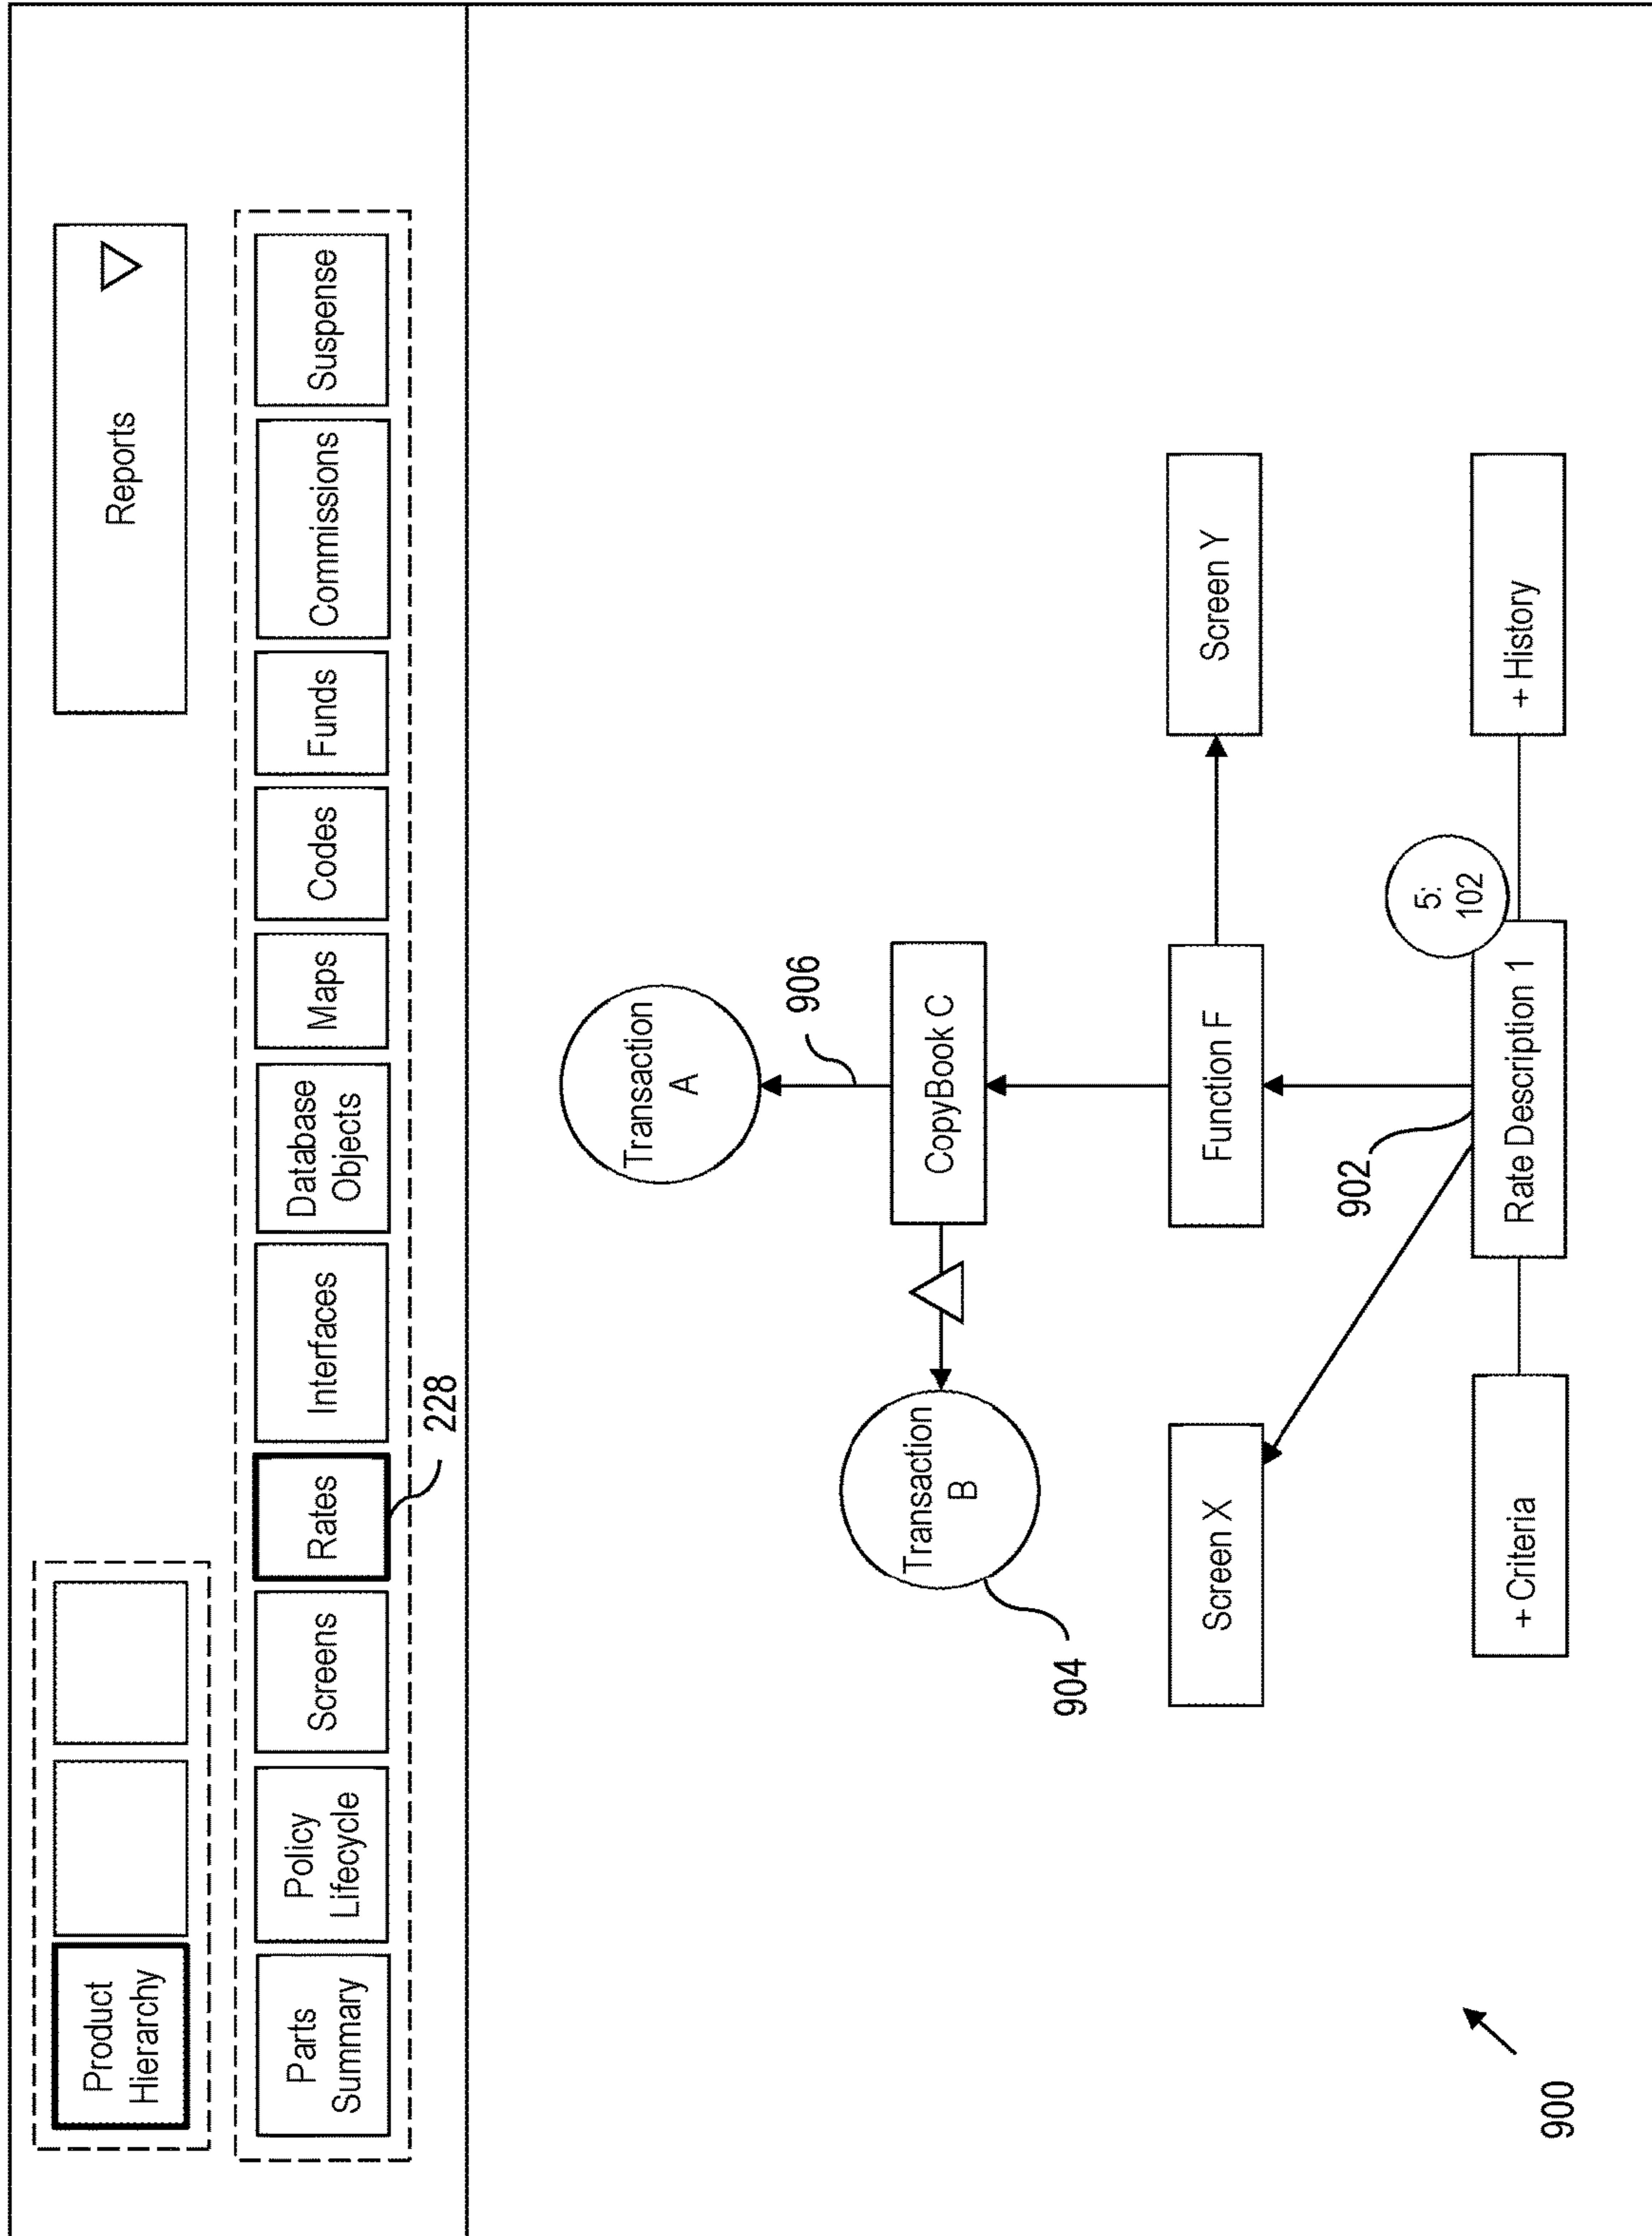 Product
Hierarchy
Reports
Parts
Summary
Policy
Lifecycle
Screens
Rates
Interfaces
Database
Objects
Maps
Codes
Funds
Commissions
Suspense
228
Transaction
A
906
Transaction
B
904
CopyBook C
Screen X
Function F
Screen Y
902
5:
102
+ Criteria
Rate Description 1
+ History
900